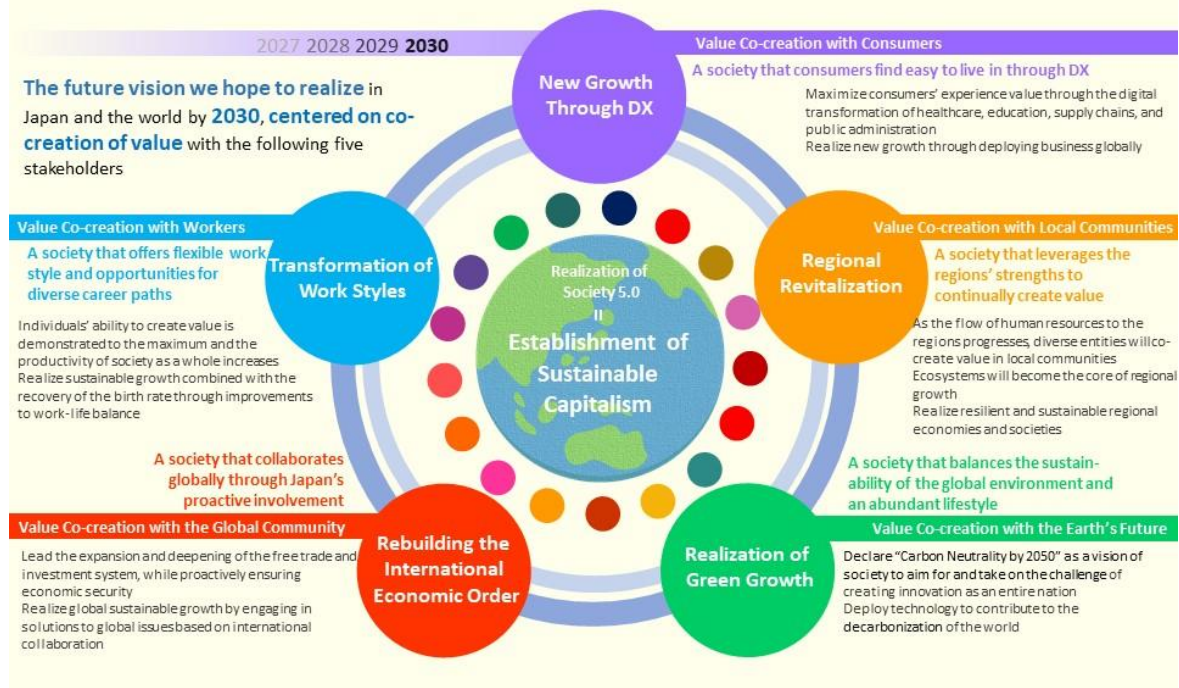 2027 2028 2029 2030
The future vision we hope to realize in
Japan and the world by 2030, centered on co-
creation of value with the following five
stakeholders
New Growth
Through DX
Value Co-creation with Consumers
A society that consumers find easy to live in through DX
Maximize consumers' experience value through the digital
transformation of healthcare, education, supply chains, and
public administration
Realize new growth through deploying business globally
Value Co-creation with Workers
A society that offers flexible work
style and opportunities for
diverse career paths
Individuals' ability to create value is
demonstrated to the maximum and the
productivity of society as a whole increases
Realize sustainable growth combined with the
recovery of the birth rate through improvements
to work-life balance
Transformation of
Work Styles
Realization of
Society 5.0
=
Establishment of
Sustainable
Capitalism
Regional
Revitalization
Value Co-creation with Local Communities
A society that leverages the
regions' strengths to
continually create value
As the flow of human resources to the
regions progresses, diverse entities will co-
create value in local communities
Ecosystems will become the core of regional
growth
Realize resilient and sustainable regional
economies and societies
A society that collaborates
globally through Japan's
proactive involvement
Value Co-creation with the Global Community
Lead the expansion and deepening of the free trade and
investment system, while proactively ensuring
economic security
Realize global sustainable growth by engaging in
solutions to global issues based on international
collaboration
Rebuilding the
International
Economic Order
Realization of
Green Growth
A society that balances the sustain-
ability of the global environment and
an abundant lifestyle
Value Co-creation with the Earth's Future
Declare "Carbon Neutrality by 2050" as a vision of
society to aim for and take on the challenge of
creating innovation as an entire nation
Deploy technology to contribute to the
decarbonization of the world